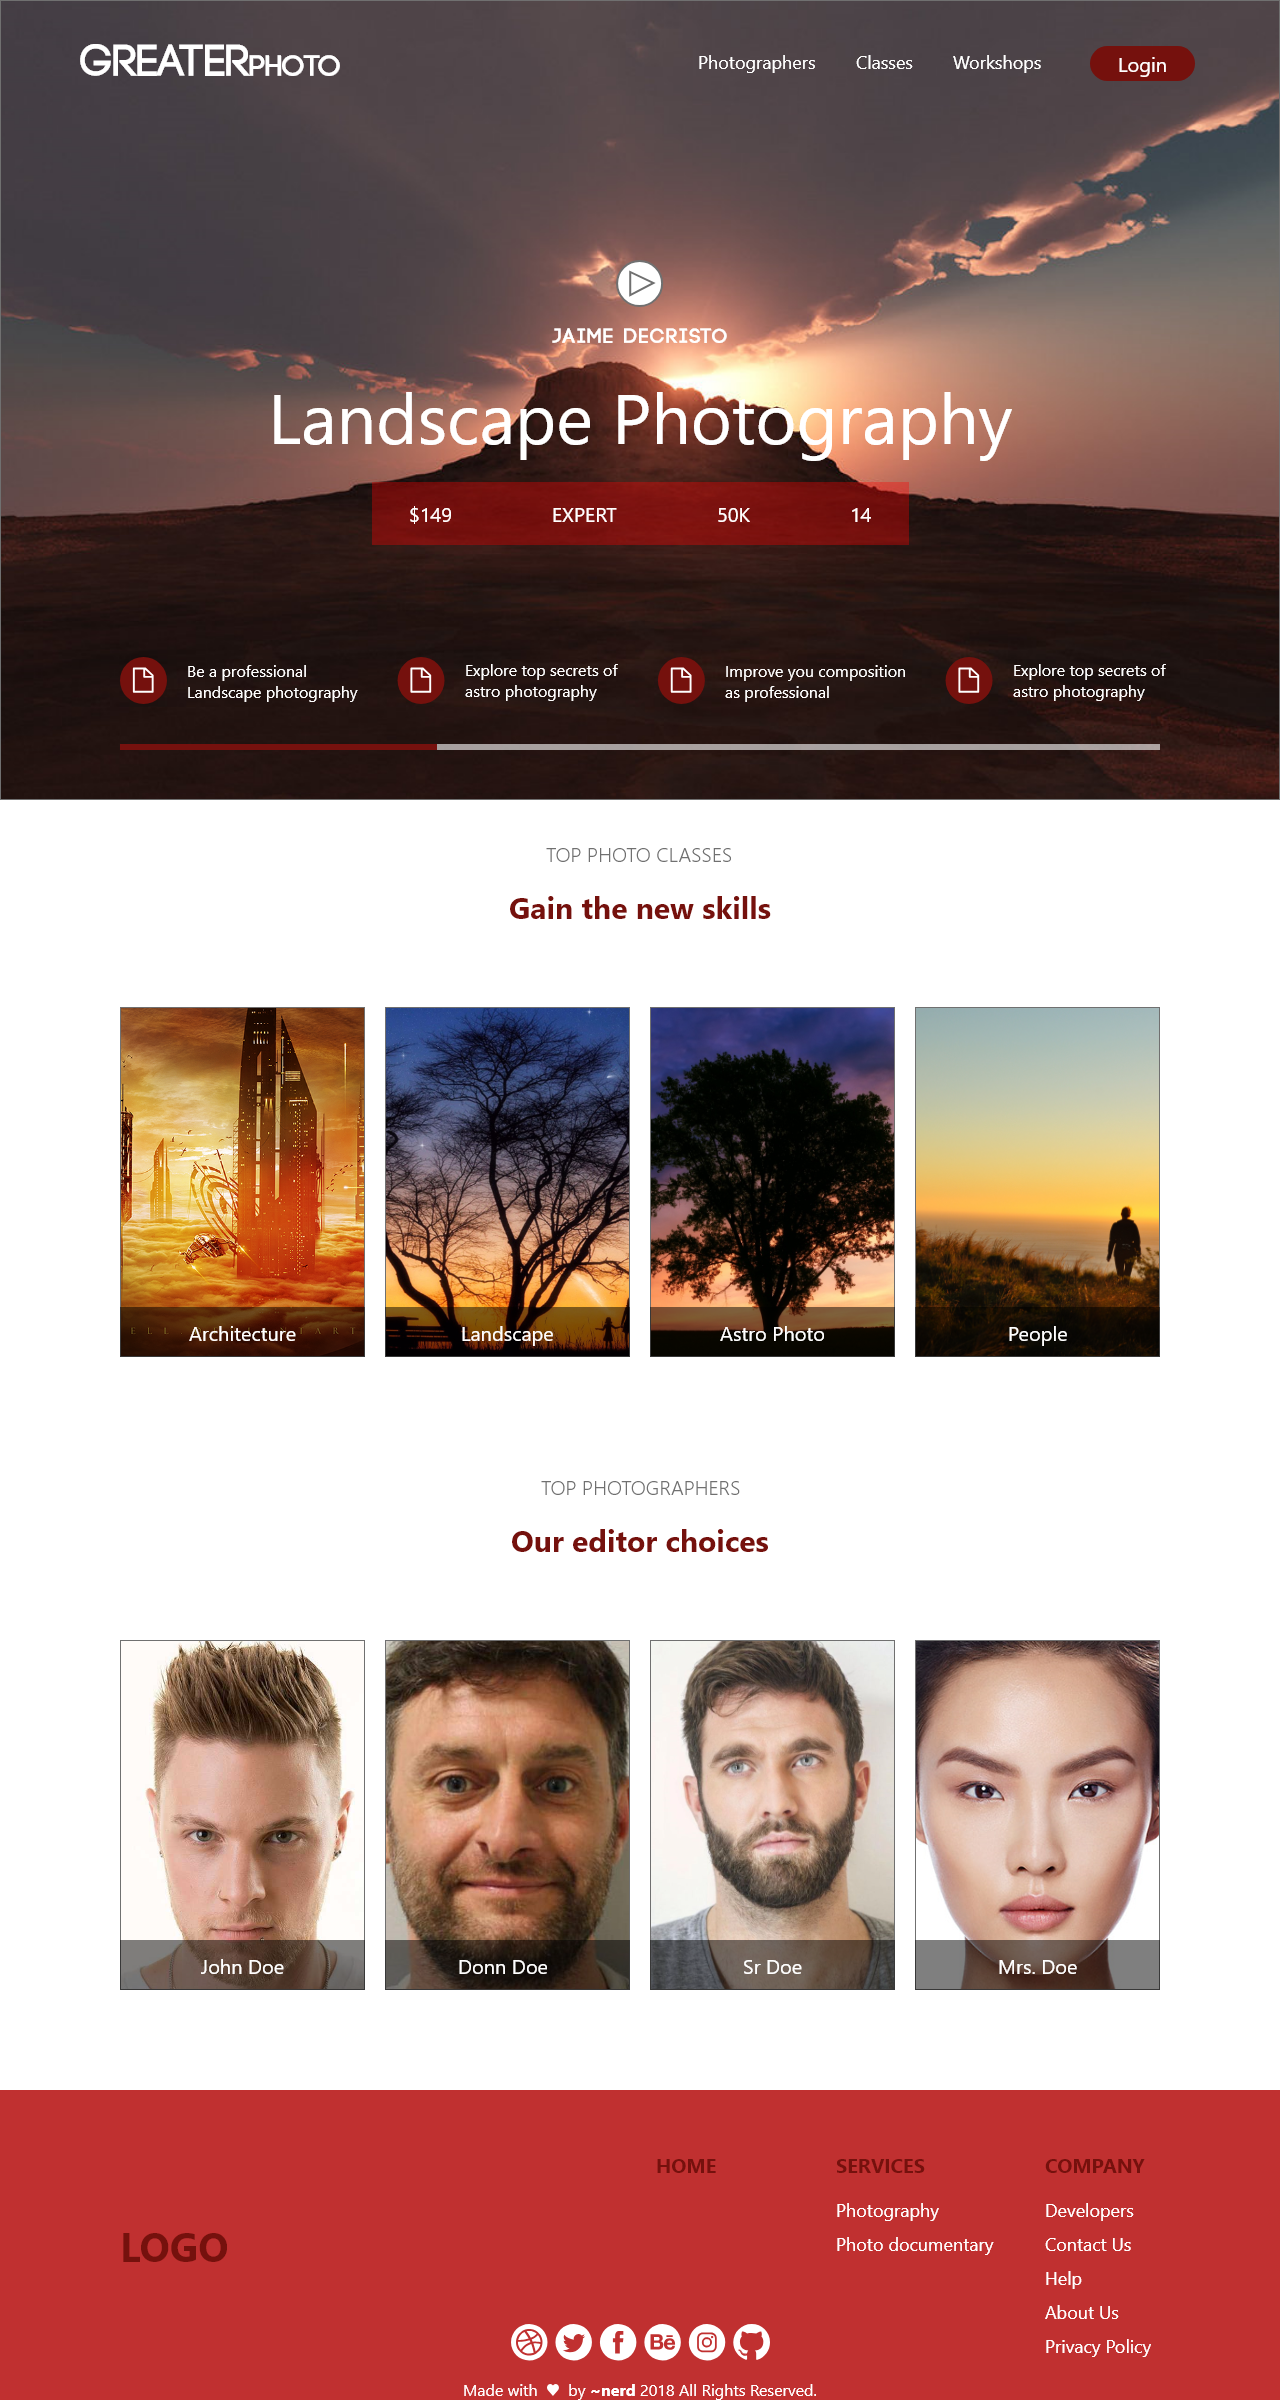 GREATERPHOTO
Photographers Classes Workshops Login
JAIME DECRISTO
Landscape Photography
$149 EXPERT 50K 14
Be a professional
Landscape photography
Explore top secrets of
astro photography
Improve you composition
as professional
Explore top secrets of
astro photography
TOP PHOTO CLASSES
Gain the new skills
Architecture
Landscape
Astro Photo
People
TOP PHOTOGRAPHERS
Our editor choices
John Doe
Donn Doe
Sr Doe
Mrs. Doe
LOGO
HOME
SERVICES
Photography
Photo documentary
COMPANY
Developers
Contact Us
Help
About Us
Privacy Policy
Bē
Made with ♥ by ~nerd 2018 All Rights Reserved.